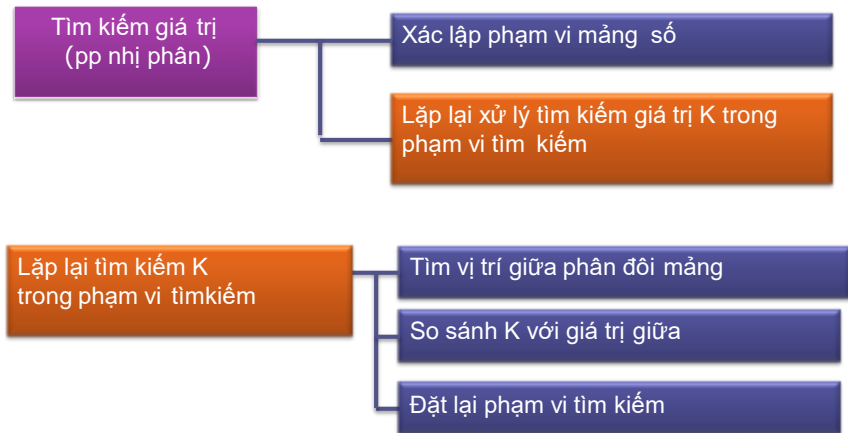 Tìm kiếm giá trị
(pp nhị phân)
Xác lập phạm vi mảng số
Lặp lại xử lý tìm kiếm giá trị K trong
phạm vi tìm kiếm
Lặp lại tìm kiếm K
trong phạm vi tìmkiếm
Tìm vị trí giữa phân đôi mảng
So sánh K với giá trị giữa
Đặt lại phạm vi tìm kiếm